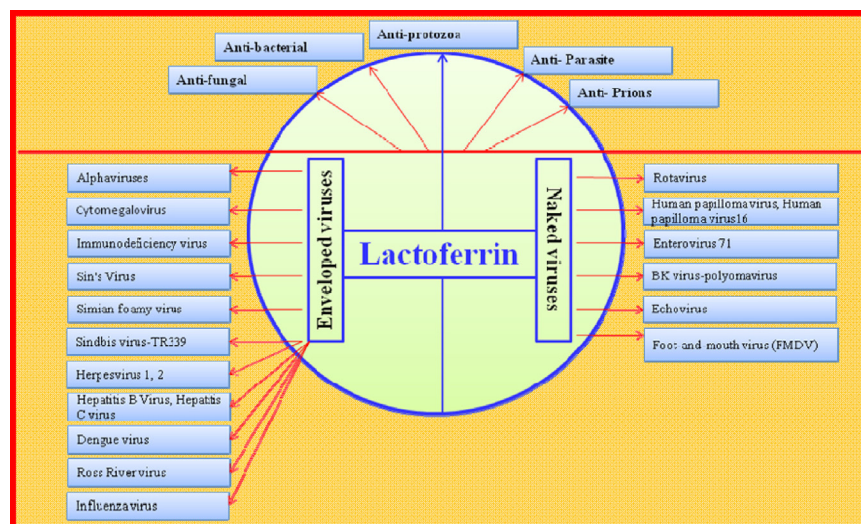 Anti-protozoa
Anti-bacterial
Anti- Parasite
Anti-fungal
Anti- Prions
Enveloped viruses
Lactoferrin
Naked viruses
Alphaviruses
Cytomegalovirus
Immunodeficiency virus
Sin's Virus
Simian foamy virus
Sindbis virus-TR339
Herpesvirus 1, 2
Hepatitis B Virus, Hepatitis
C virus
Dengue virus
Ross River virus
Influenza virus
Rotavirus
Human papilloma virus, Human
papilloma virus16
Enterovirus 71
BK virus-polyomavirus
Echovirus
Foot and mouth virus (FMDV)